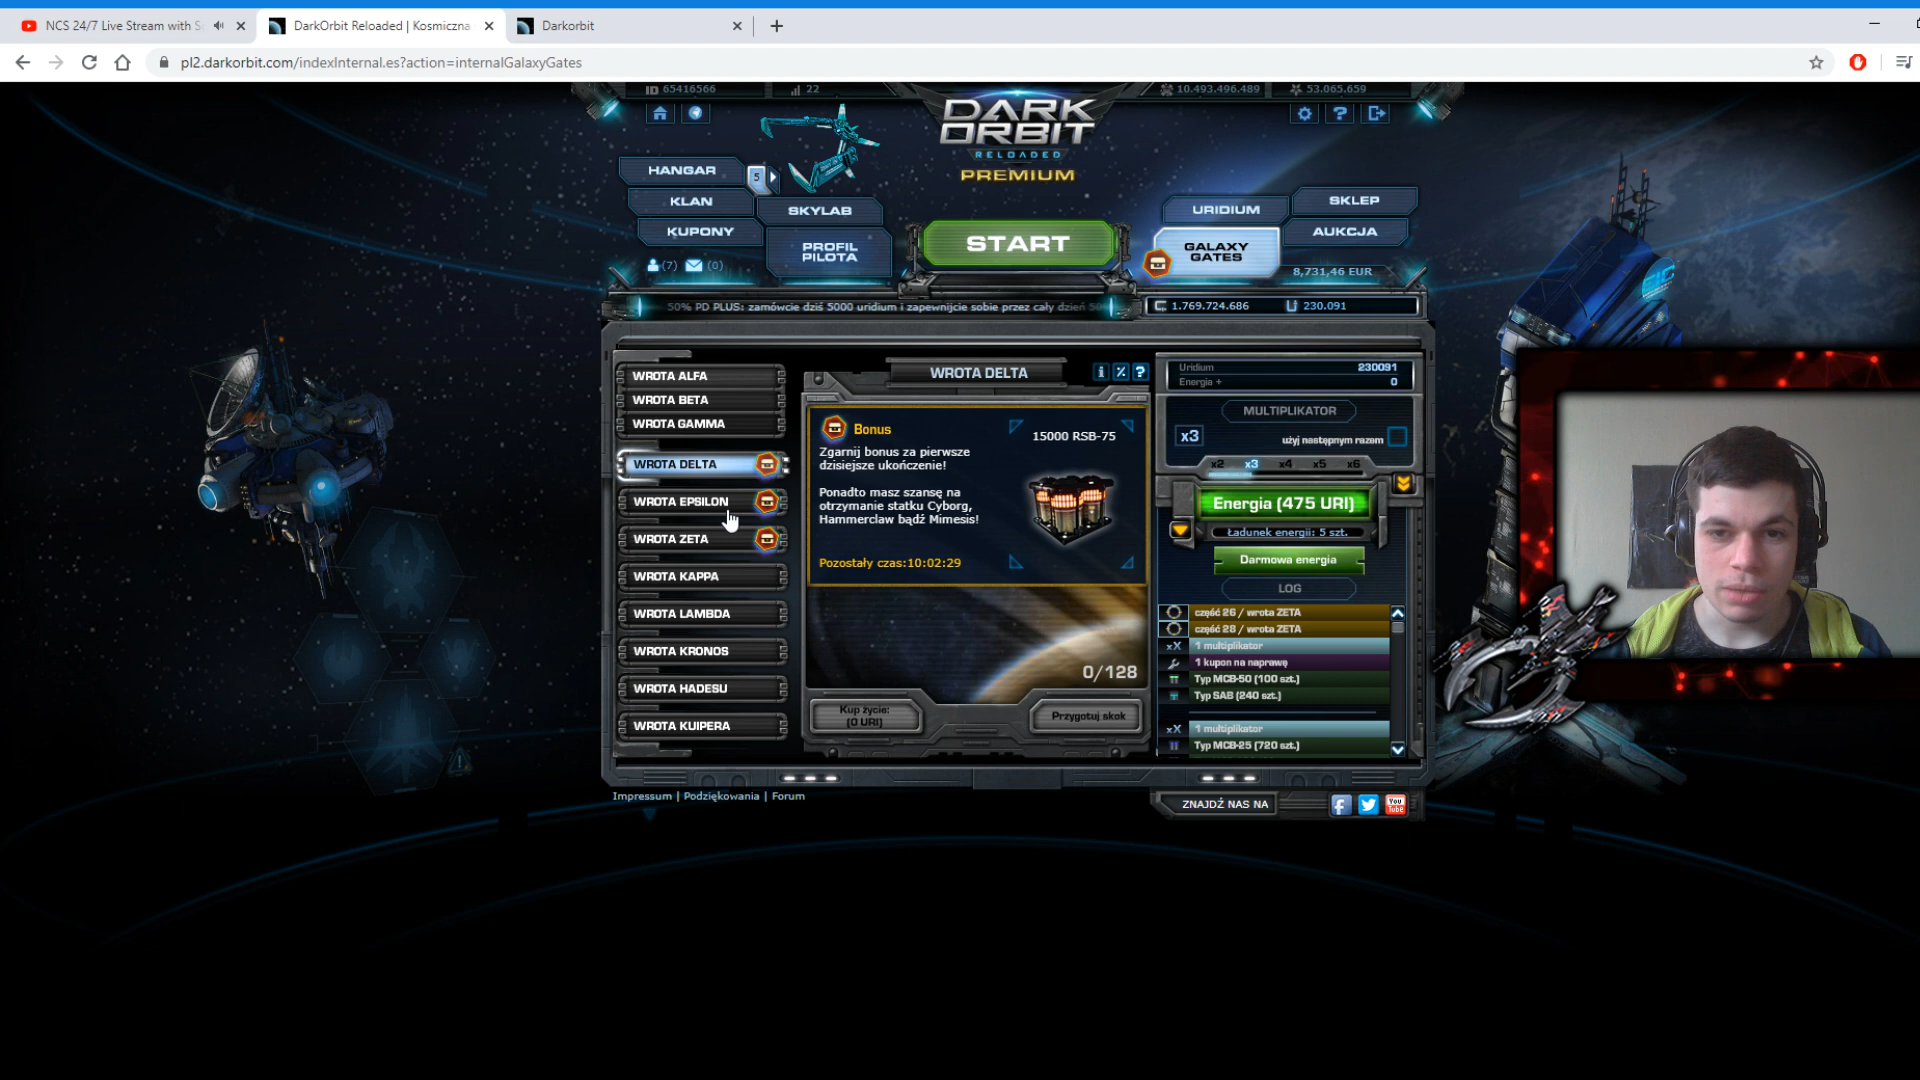 NCS 24/7 Live Stream with S
DarkOrbit Reloaded | Kosmiczna
Darkorbit
pl2.darkorbit.com/indexInternal.es?action=internalGalaxyGates
ID 65416566
22
10.493.496.489
53.065.659
DARK
ORBIT
RELOADED
PREMIUM
HANGAR
5
KLAN
SKYLAB
KUPONY
PROFIL
PILOTA
(7)
(0)
START
URIDIUM
SKLEP
GALAXY
GATES
AUKCJA
8,731,46 EUR
50% PD PLUS: zamówcie dziś 5000 uridium i zapewnijcie sobie przez cały dzień 50
C 1.769.724.686
U 230.091
WROTA ALFA
WROTA BETA
WROTA GAMMA
WROTA DELTA
WROTA EPSILON
WROTA ZETA
WROTA KAPPA
WROTA LAMBDA
WROTA KRONOS
WROTA HADESU
WROTA KUIPERA
WROTA DELTA
i
?
Bonus
Zgarnij bonus za pierwsze
dzisiejsze ukończenie!
Ponadto masz szansę na
otrzymanie statku Cyborg,
Hammerclaw bądź Mimesis!
Pozostały czas:10:02:29
15000 RSB-75
0/128
Kup życie:
(0 URI)
Przygotuj skok
Uridium 230091
Energia + 0
MULTIPLIKATOR
x3
użyj następnym razem
x2 x3 x4 x5 x6
Energia (475 URI)
Ładunek energii: 5 szt.
Darmowa energia
LOG
część 26 / wrota ZETA
część 28 / wrota ZETA
xX 1 multiplikator
1 kupon na naprawę
Typ MCB-50 (100 szt.)
Typ SAB (240 szt.)
xX 1 multiplikator
Typ MCB-25 (720 szt.)
Impressum | Podziękowania | Forum
ZNAJDŹ NAS NA
You
Tube
EIC